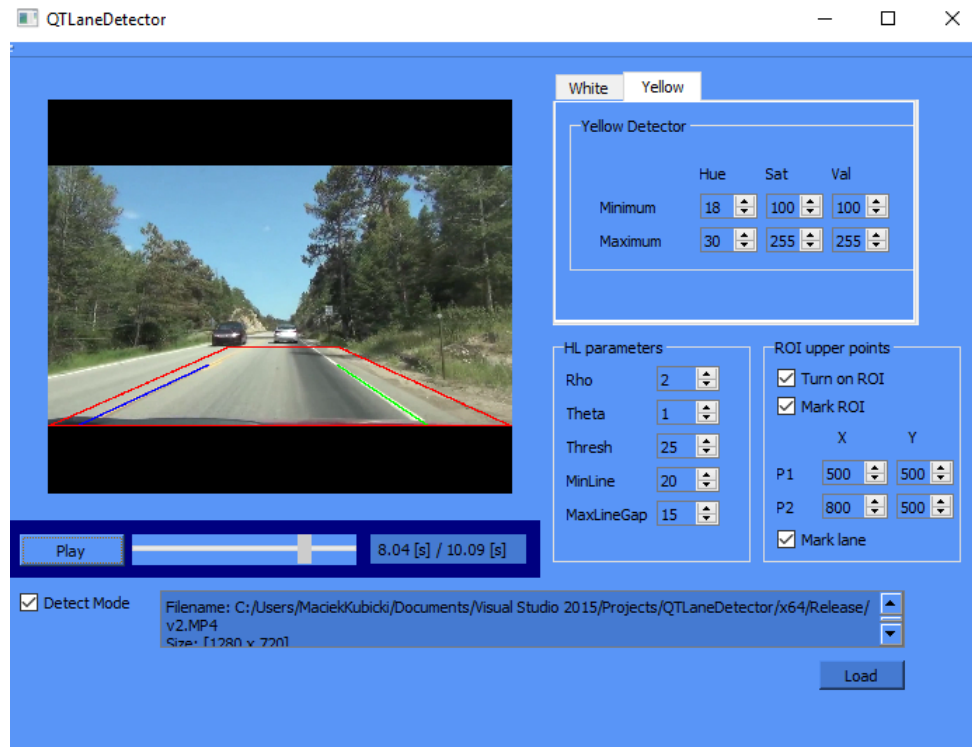 QTLaneDetector
White Yellow
Yellow Detector
Hue Sat Val
Minimum 18 100 100
Maximum 30 255 255
HL parameters
Rho 2
Theta 1
Thresh 25
MinLine 20
MaxLineGap 15
ROI upper points
Turn on ROI
Mark ROI
X Y
P1 500 500
P2 800 500
Mark lane
Play 8.04 [s] / 10.09 [s]
Detect Mode
Filename: C:/Users/MaciekKubicki/Documents/Visual Studio 2015/Projects/QTLaneDetector/x64/Release/
v2.MP4
Size: [1280 x 720]
Load